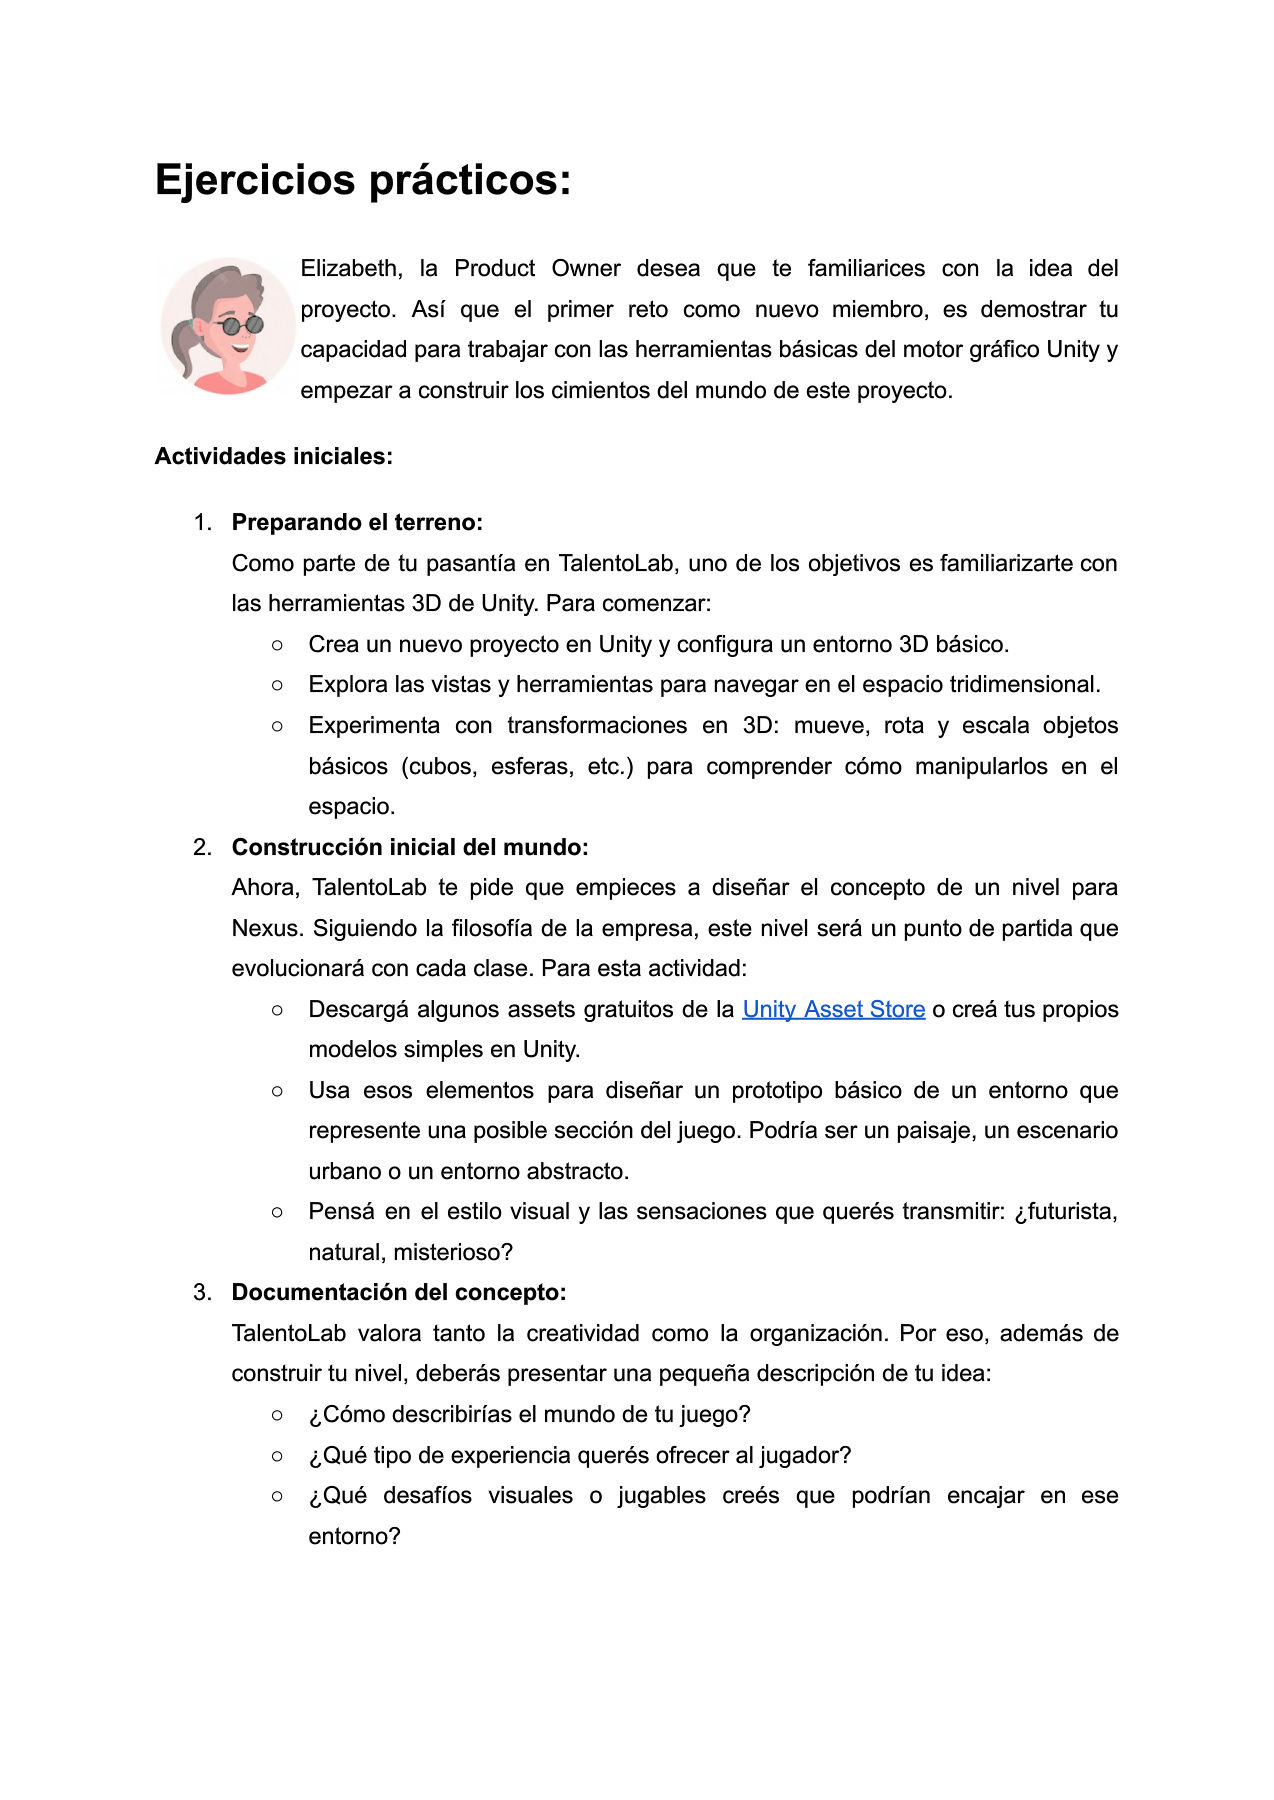 Ejercicios prácticos:
Elizabeth, la Product Owner desea que te familiarices con la idea del
proyecto. Así que el primer reto como nuevo miembro, es demostrar tu
capacidad para trabajar con las herramientas básicas del motor gráfico Unity y
empezar a construir los cimientos del mundo de este proyecto.
Actividades iniciales:
1. Preparando el terreno:
Como parte de tu pasantía en TalentoLab, uno de los objetivos es familiarizarte con
las herramientas 3D de Unity. Para comenzar:
○ Crea un nuevo proyecto en Unity y configura un entorno 3D básico.
○ Explora las vistas y herramientas para navegar en el espacio tridimensional.
○ Experimenta con transformaciones en 3D: mueve, rota y escala objetos
básicos (cubos, esferas, etc.) para comprender cómo manipularlos en el
espacio.
2. Construcción inicial del mundo:
Ahora, TalentoLab te pide que empieces a diseñar el concepto de un nivel para
Nexus. Siguiendo la filosofía de la empresa, este nivel será un punto de partida que
evolucionará con cada clase. Para esta actividad:
○ Descargá algunos assets gratuitos de la Unity Asset Store o creá tus propios
modelos simples en Unity.
○ Usa esos elementos para diseñar un prototipo básico de un entorno que
represente una posible sección del juego. Podría ser un paisaje, un escenario
urbano o un entorno abstracto.
○ Pensá en el estilo visual y las sensaciones que querés transmitir: ¿futurista,
natural, misterioso?
3. Documentación del concepto:
TalentoLab valora tanto la creatividad como la organización. Por eso, además de
construir tu nivel, deberás presentar una pequeña descripción de tu idea:
○ ¿Cómo describirías el mundo de tu juego?
○ ¿Qué tipo de experiencia querés ofrecer al jugador?
○ ¿Qué desafíos visuales o jugables creés que podrían encajar en ese
entorno?